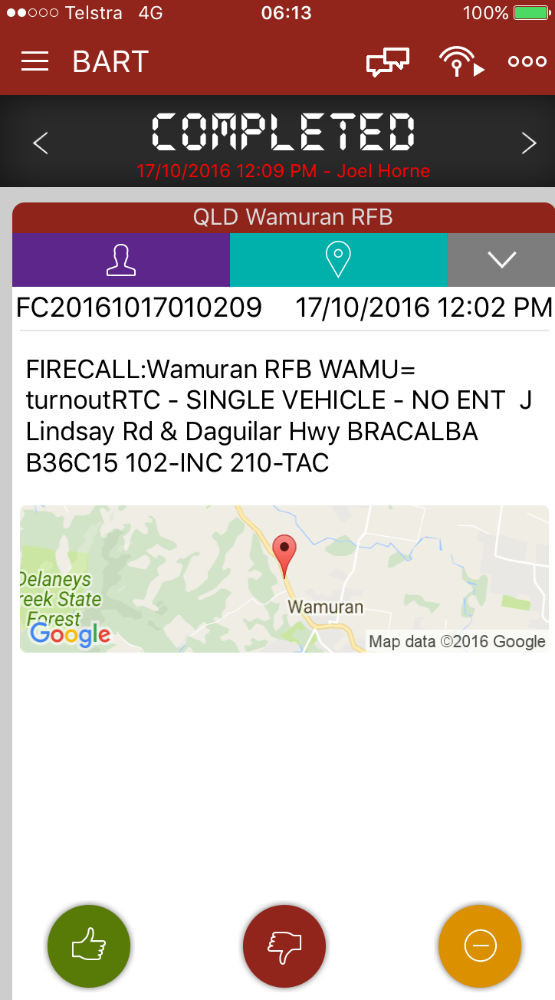 Telstra 4G 06:13 100%
BART
COMPLETED
17/10/2016 12:09 PM - Joel Horne
QLD Wamuran RFB
FC20161017010209 17/10/2016 12:02 PM
FIRECALL:Wamuran RFB WAMU=
turnoutRTC - SINGLE VEHICLE - NO ENT J
Lindsay Rd & Daguilar Hwy BRACALBA
B36C15 102-INC 210-TAC
Delaneys
reek State
Forest
Wamuran
Google
Map data ©2016 Google